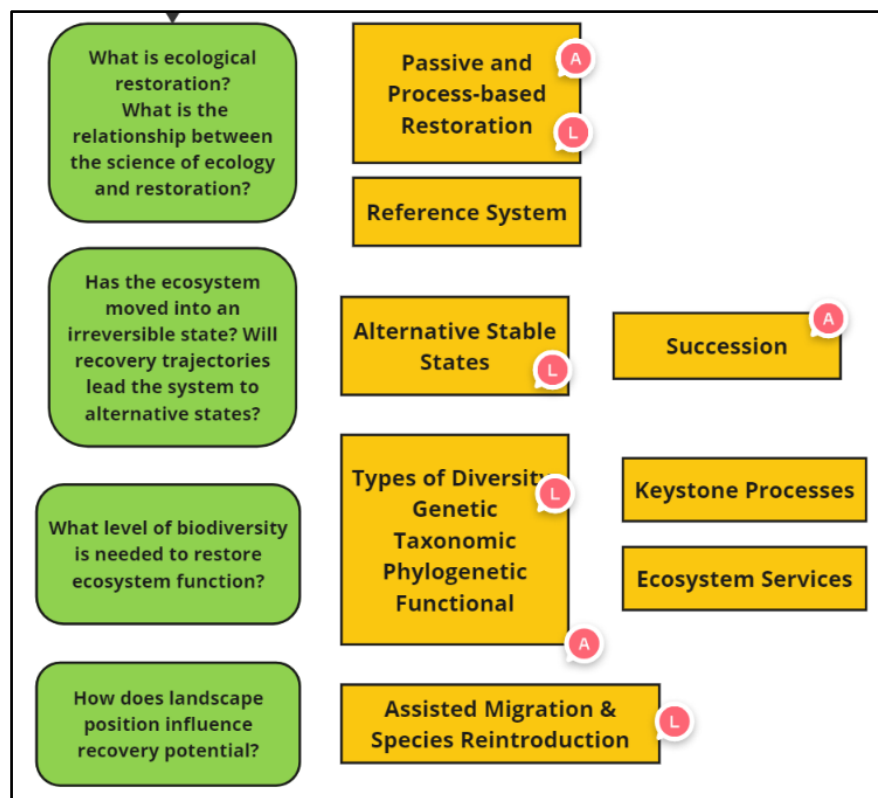 What is ecological
restoration?
What is the
relationship between
the science of ecology
and restoration?
Passive and
Process-based
Restoration
A
L
Reference System
Has the ecosystem
moved into an
irreversible state? Will
recovery trajectories
lead the system to
alternative states?
Alternative Stable
States
L
Succession
A
What level of biodiversity
is needed to restore
ecosystem function?
Types of Diversity
Genetic
Taxonomic
Phylogenetic
Functional
L
A
Keystone Processes
Ecosystem Services
How does landscape
position influence
recovery potential?
Assisted Migration &
Species Reintroduction
L